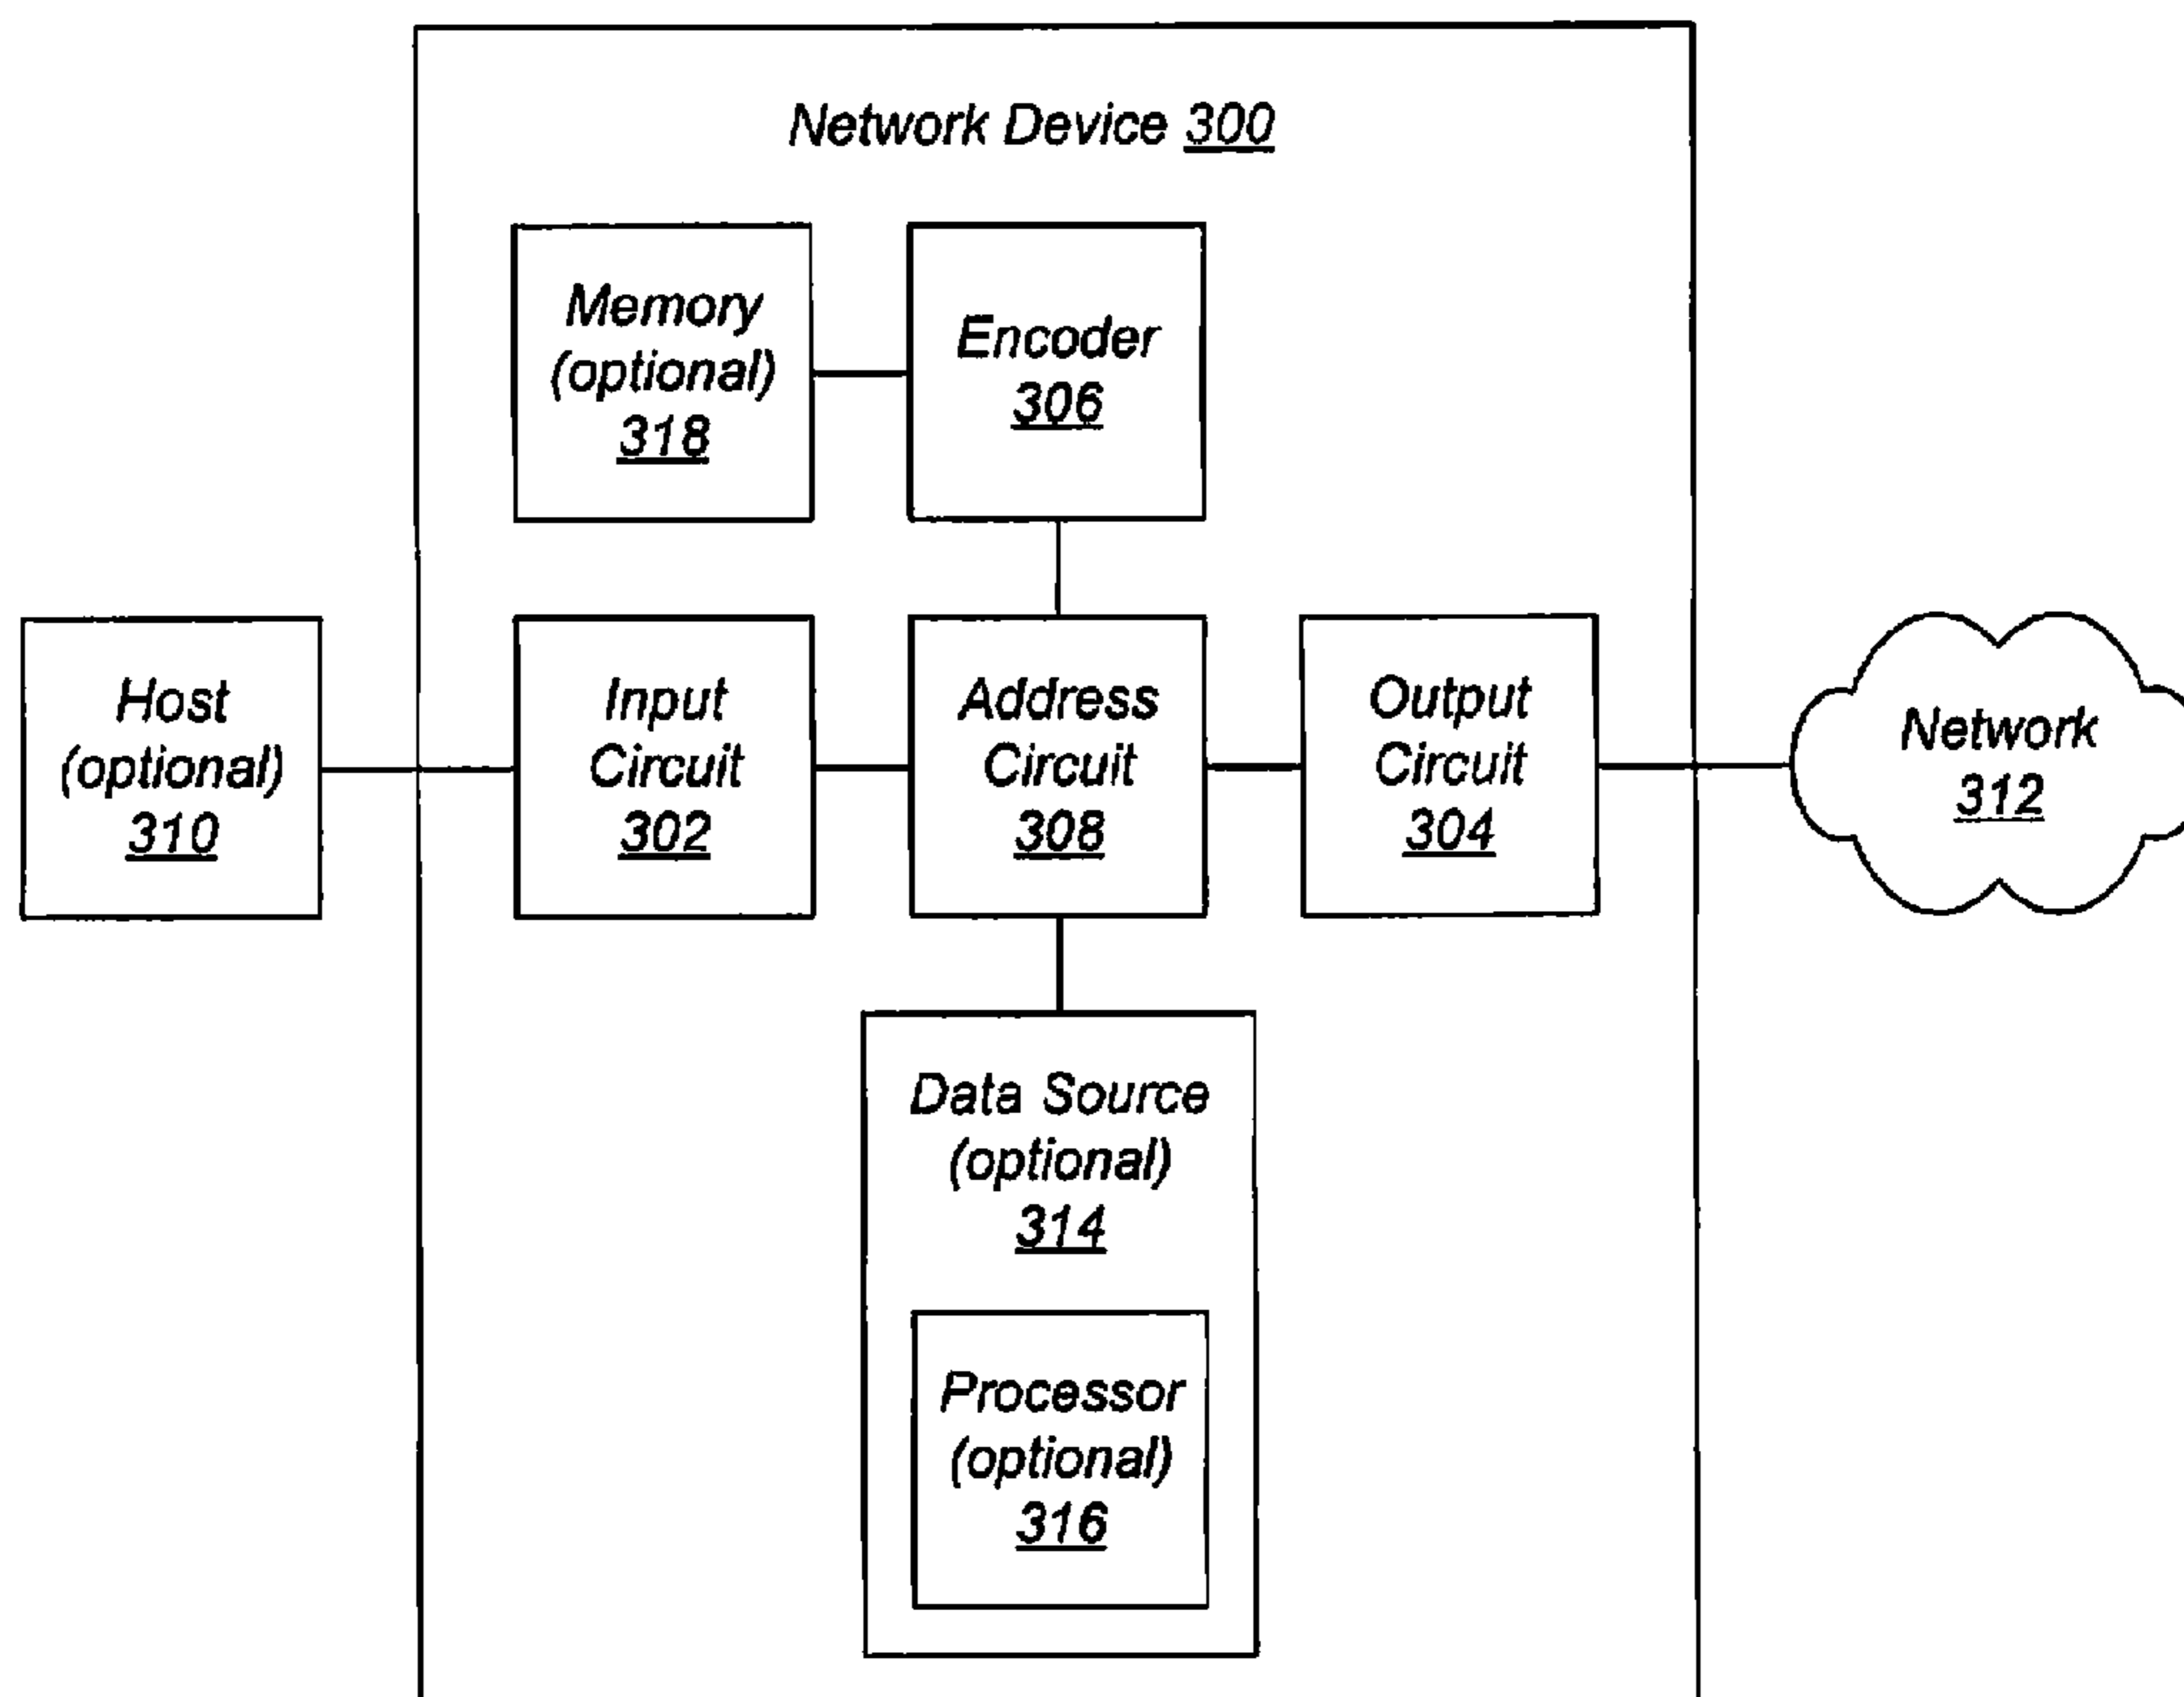 Network Device 300
Memory
(optional)
318
Encoder
306
Host
(optional)
310
Input
Circuit
302
Address
Circuit
308
Output
Circuit
304
Network
312
Data Source
(optional)
314
Processor
(optional)
316